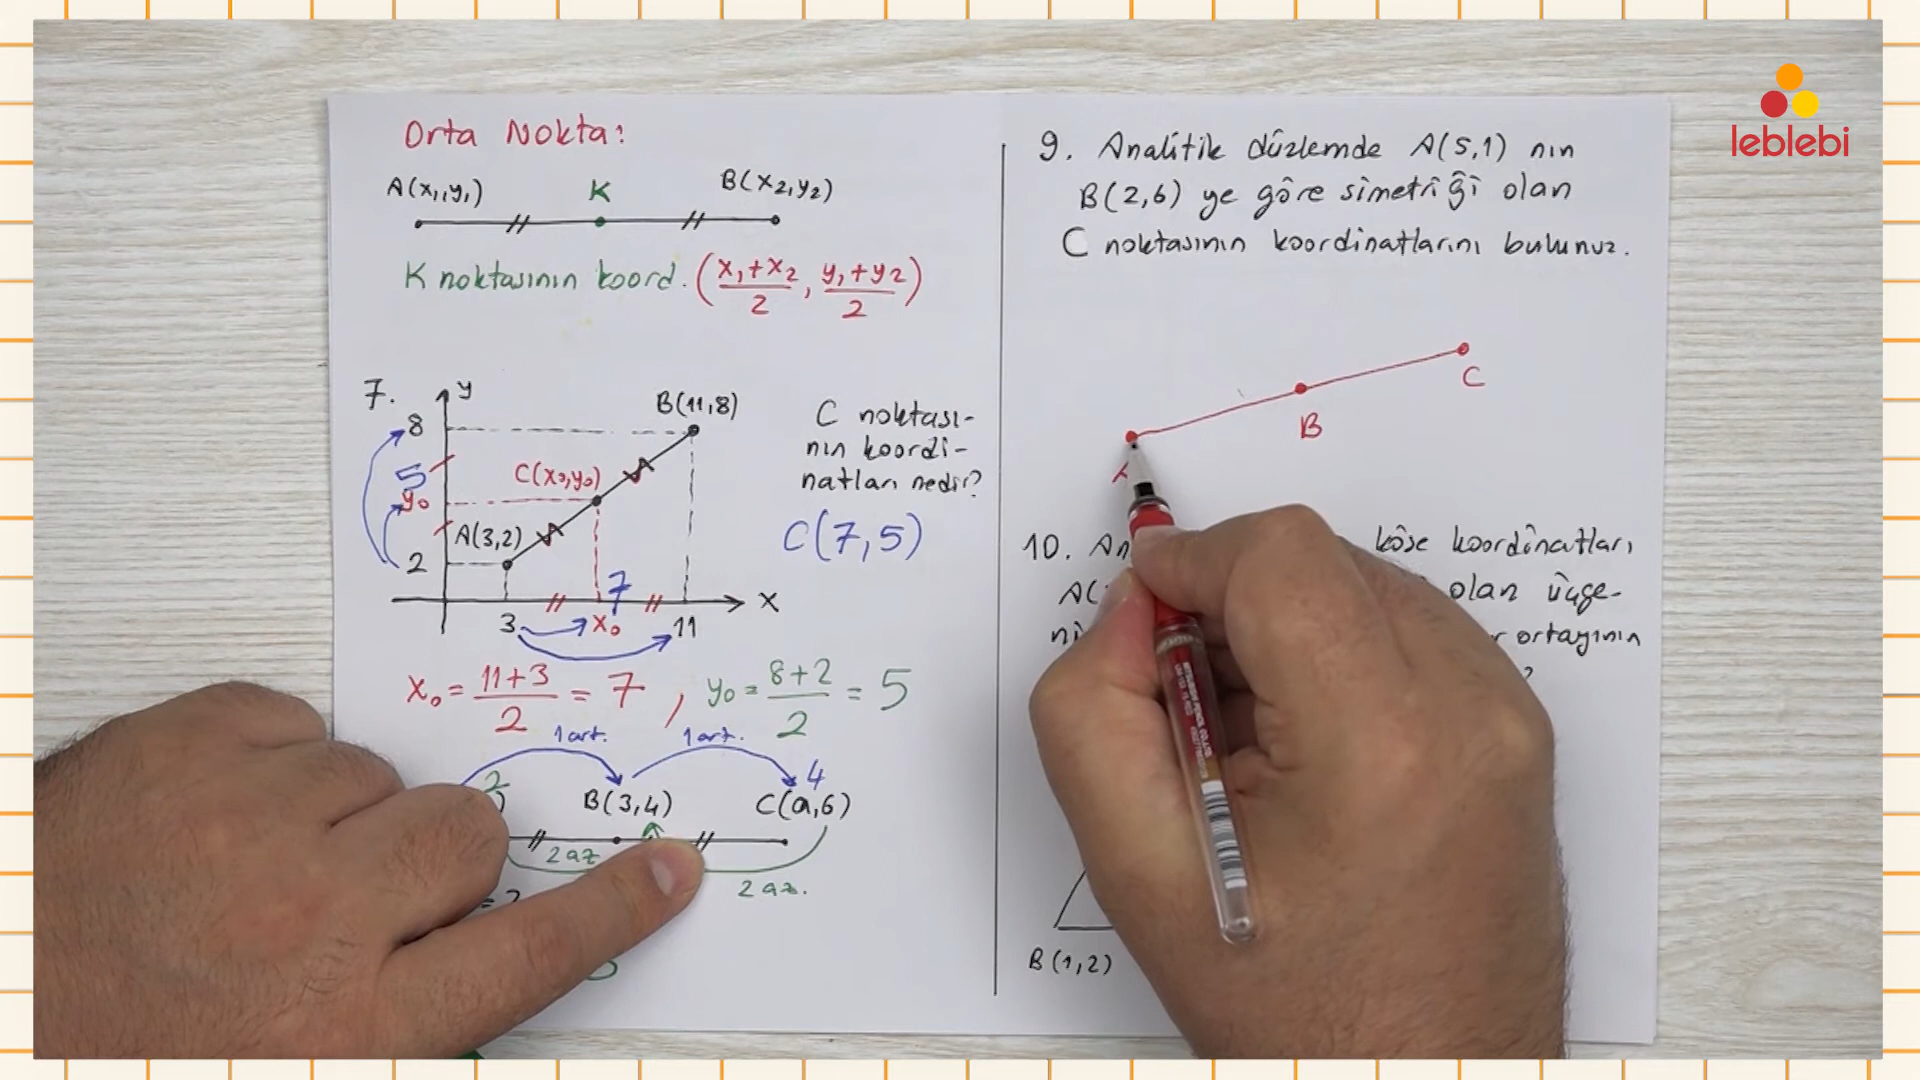 leblebi
Orta Nokta:
A(x₁,y₁) K B(x₂,y₂)
K noktasının koord. (x₁+x₂/2, y₁+y₂/2)
7. y
8 B(11,8)
5 C(x₀,y₀)
y₀
A(3,2)
2
7
x
3 x₀ 11
C noktası-
nın koordi-
natları nedir?
C(7,5)
x₀ = 11+3/2 = 7 , y₀ = 8+2/2 = 5
1 art. 1 art.
2 4
) B(3,4) C(a,6)
2 az
2 az.
9. Analitik düzlemde A(5,1) nın
B(2,6) ye göre simetriği olan
C noktasının koordinatlarını bulunuz.
C
B
10. köşe koordinatları
A( olan üçge-
ortayının
?
B(1,2)